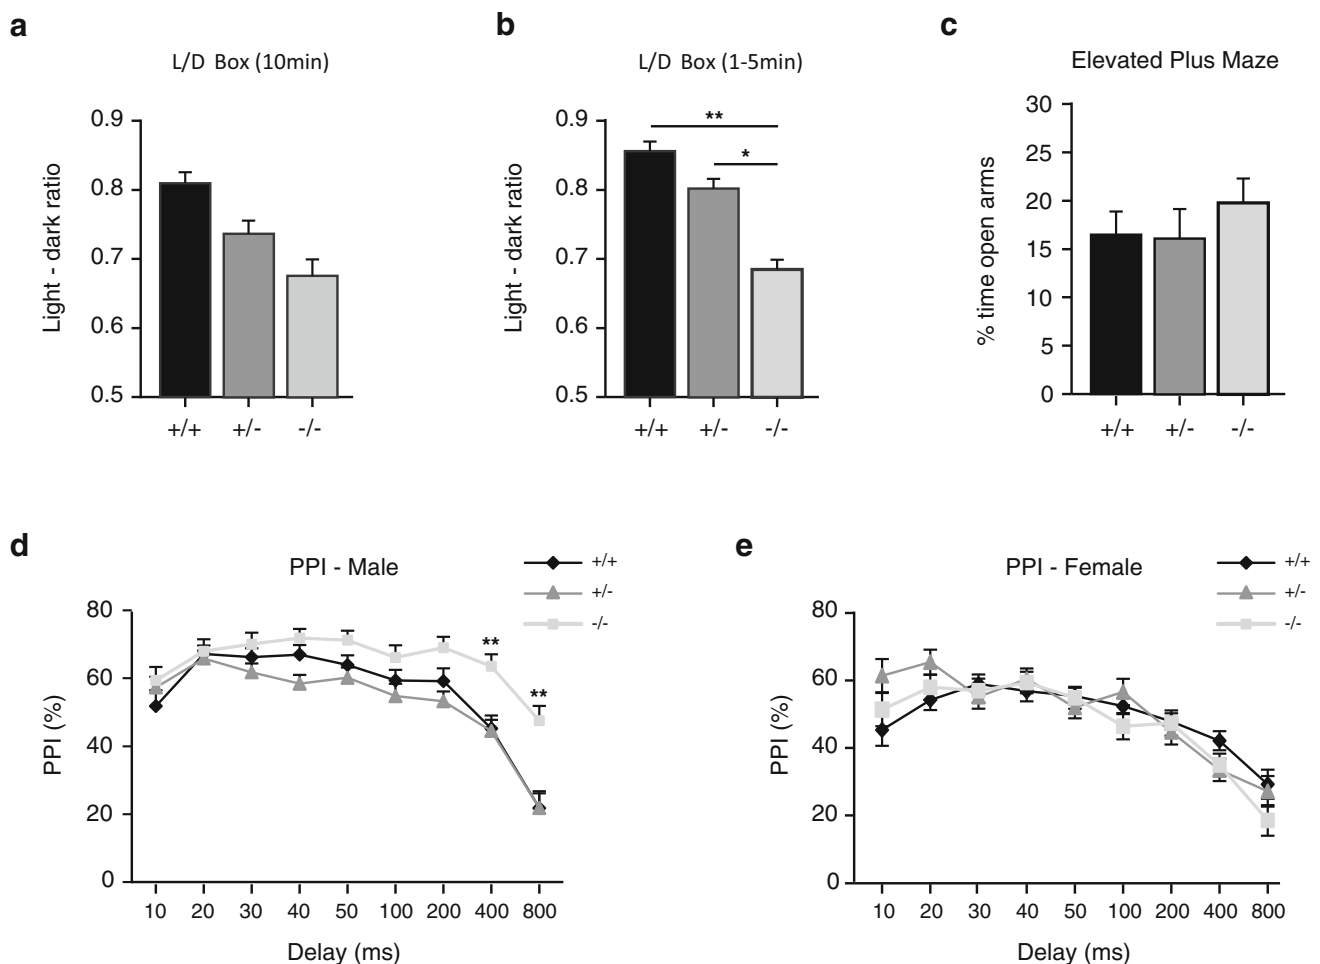 a
L/D Box (10min)
Light - dark ratio
0.9
0.8
0.7
0.6
0.5
+/+ +/- -/-
b
L/D Box (1-5min)
Light - dark ratio
0.9
0.8
0.7
0.6
0.5
**
*
+/+ +/- -/-
c
Elevated Plus Maze
% time open arms
30
25
20
15
10
5
0
+/+ +/- -/-
d
PPI - Male
+/+
+/-
-/-
PPI (%)
80
60
40
20
0
**
**
10 20 30 40 50 100 200 400 800
Delay (ms)
e
PPI - Female
+/+
+/-
-/-
PPI (%)
80
60
40
20
0
10 20 30 40 50 100 200 400 800
Delay (ms)